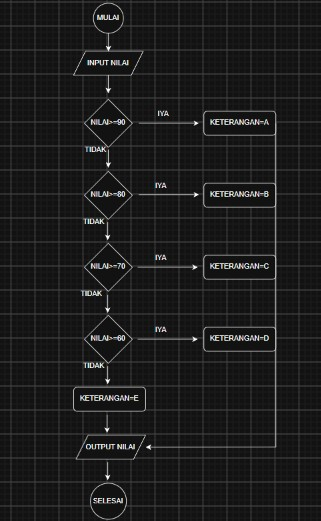 MULAI
INPUT NILAI
NILAI>=90
IYA
KETERANGAN=A
TIDAK
NILAI>=80
IYA
KETERANGAN=B
TIDAK
NILAI>=70
IYA
KETERANGAN=C
TIDAK
NILAI>=60
IYA
KETERANGAN=D
TIDAK
KETERANGAN=E
OUTPUT NILAI
SELESAI